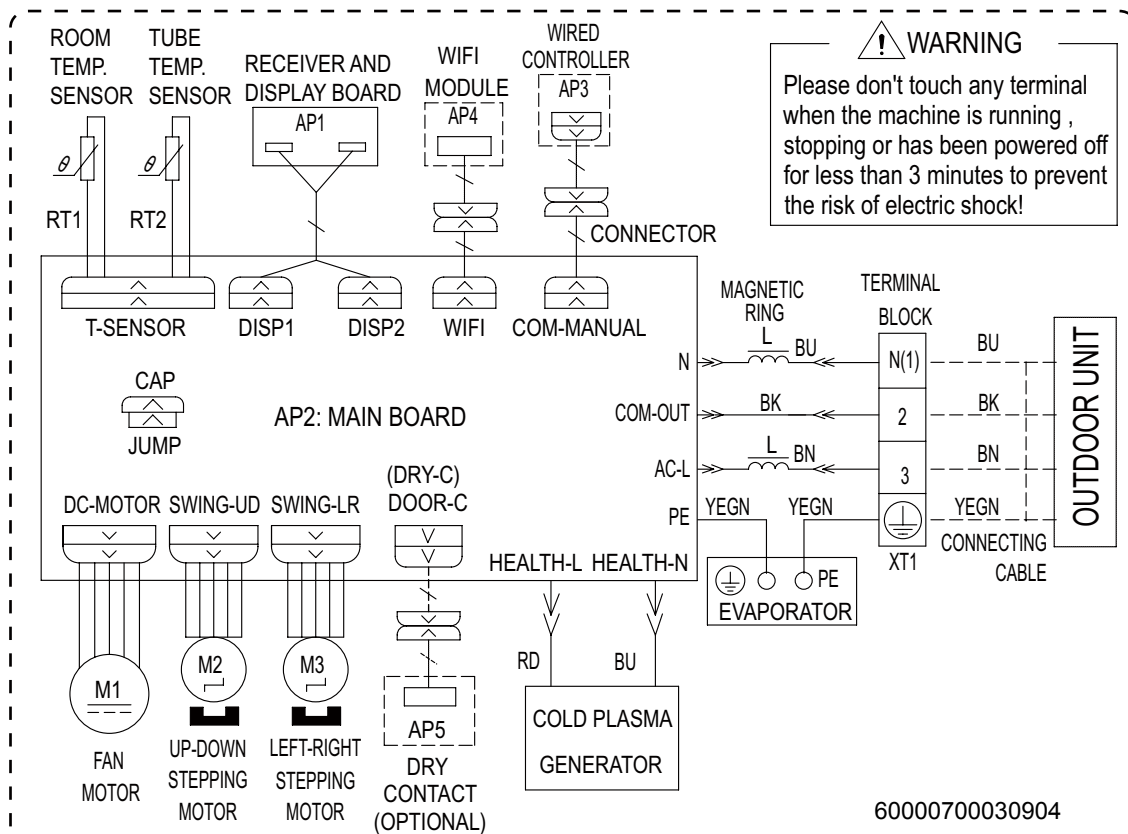 ROOM
TEMP.
SENSOR
TUBE
TEMP.
SENSOR
RECEIVER AND
DISPLAY BOARD
AP1
WIFI
MODULE
AP4
WIRED
CONTROLLER
AP3
WARNING
Please don't touch any terminal
when the machine is running ,
stopping or has been powered off
for less than 3 minutes to prevent
the risk of electric shock!
θ
θ
RT1
RT2
CONNECTOR
T-SENSOR
DISP1
DISP2
WIFI
COM-MANUAL
MAGNETIC
RING
TERMINAL
BLOCK
N
L
BU
N(1)
BU
COM-OUT
BK
2
BK
AC-L
L
BN
3
BN
PE
YEGN
YEGN
YEGN
XT1
CONNECTING
CABLE
OUTDOOR UNIT
CAP
JUMP
AP2: MAIN BOARD
DC-MOTOR
SWING-UD
SWING-LR
(DRY-C)
DOOR-C
HEALTH-L
HEALTH-N
PE
EVAPORATOR
M1
M2
M3
RD
BU
AP5
COLD PLASMA
GENERATOR
FAN
MOTOR
UP-DOWN
STEPPING
MOTOR
LEFT-RIGHT
STEPPING
MOTOR
DRY
CONTACT
(OPTIONAL)
60000700030904